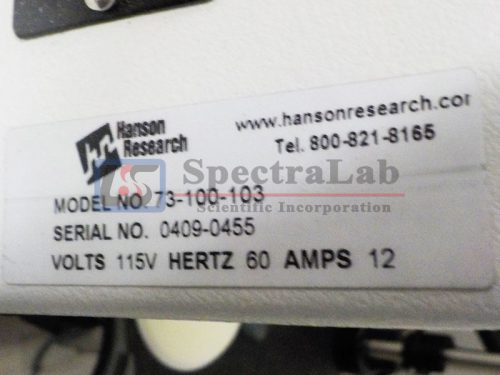 Hanson
Research
www.hansonresearch.com
Tel. 800-821-8165
SpectraLab
Scientific Incorporation
MODEL NO. 73-100-103
SERIAL NO. 0409-0455
VOLTS 115V HERTZ 60 AMPS 12